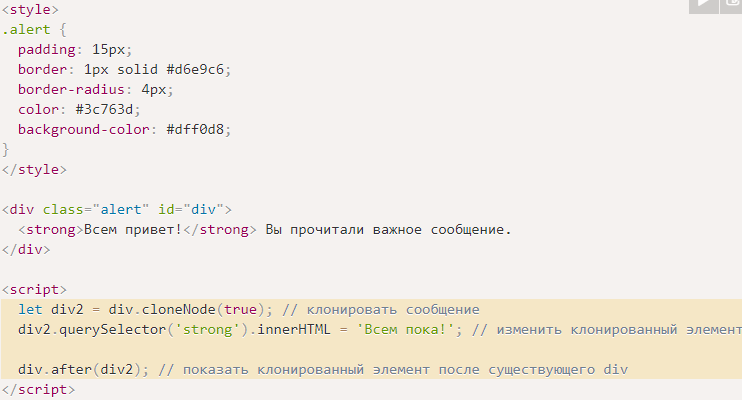 <style>
.alert {
  padding: 15px;
  border: 1px solid #d6e9c6;
  border-radius: 4px;
  color: #3c763d;
  background-color: #dff0d8;
}
</style>

<div class="alert" id="div">
  <strong>Всем привет!</strong> Вы прочитали важное сообщение.
</div>

<script>
  let div2 = div.cloneNode(true); // клонировать сообщение
  div2.querySelector('strong').innerHTML = 'Всем пока!'; // изменить клонированный элемент

  div.after(div2); // показать клонированный элемент после существующего div
</script>